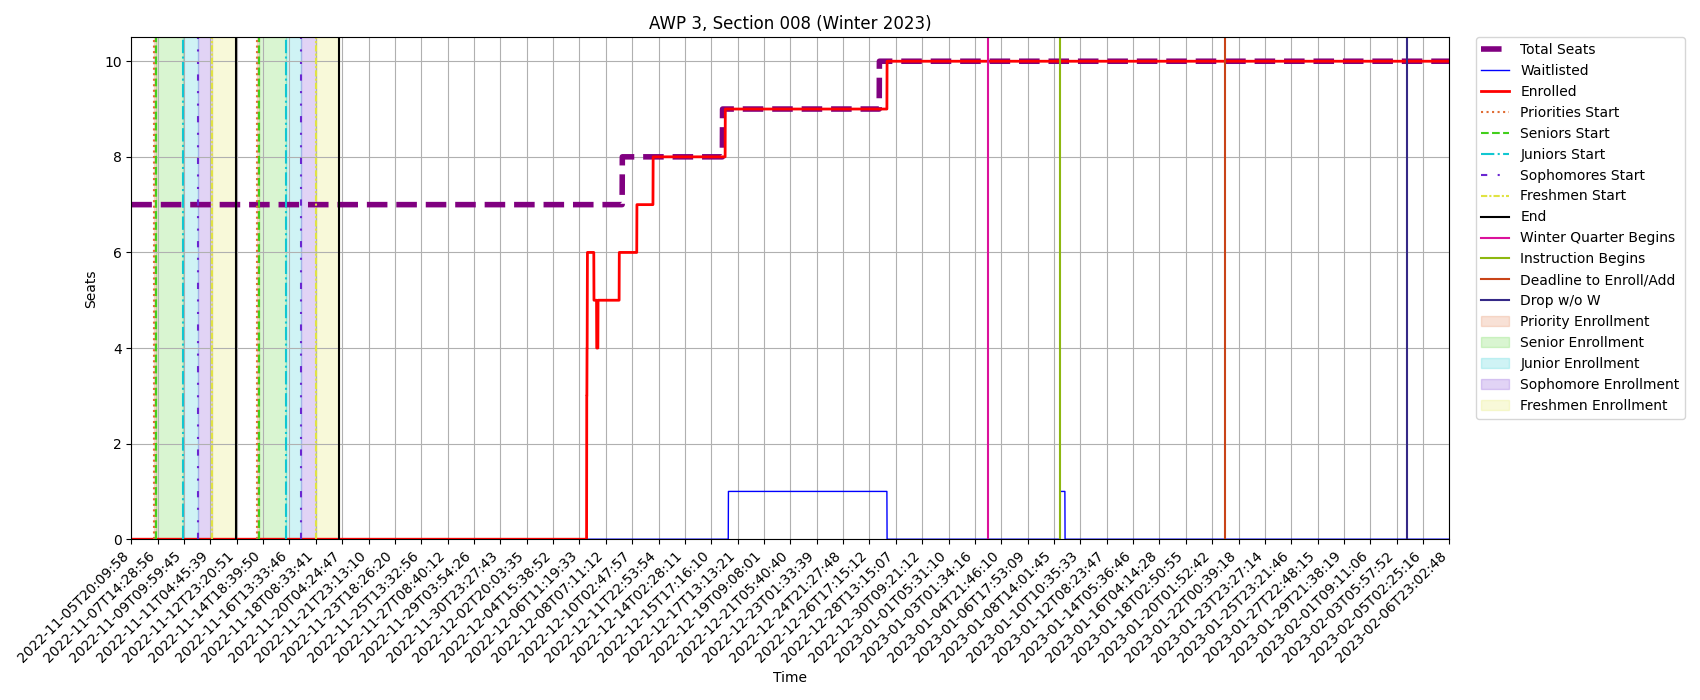 AWP 3, Section 008 (Winter 2023)
Seats
10
8
6
4
2
0
2022-11-05T20:09:58
2022-11-07T14:28:56
2022-11-09T09:59:45
2022-11-11T04:45:39
2022-11-12T23:20:51
2022-11-14T18:39:50
2022-11-16T13:33:46
2022-11-18T08:33:41
2022-11-20T04:24:47
2022-11-21T23:13:10
2022-11-23T18:26:20
2022-11-25T13:32:56
2022-11-27T08:40:12
2022-11-29T03:54:26
2022-11-30T23:27:43
2022-12-02T20:03:35
2022-12-04T15:38:52
2022-12-06T11:19:33
2022-12-08T07:11:12
2022-12-10T02:47:57
2022-12-11T22:53:54
2022-12-14T02:28:11
2022-12-15T17:16:10
2022-12-17T13:13:21
2022-12-19T09:08:01
2022-12-21T05:40:40
2022-12-23T01:33:39
2022-12-24T21:27:48
2022-12-26T17:15:12
2022-12-28T13:15:07
2022-12-30T09:21:12
2023-01-01T05:31:10
2023-01-03T01:34:16
2023-01-04T21:46:10
2023-01-06T17:53:09
2023-01-08T14:01:45
2023-01-10T10:35:33
2023-01-12T08:23:47
2023-01-14T05:36:46
2023-01-16T04:14:28
2023-01-18T02:50:55
2023-01-20T01:52:42
2023-01-22T00:39:18
2023-01-23T23:27:14
2023-01-25T23:21:46
2023-01-27T22:48:15
2023-01-29T21:38:19
2023-02-01T09:11:06
2023-02-03T05:57:52
2023-02-05T02:25:16
2023-02-06T23:02:48
Time
Total Seats
Waitlisted
Enrolled
Priorities Start
Seniors Start
Juniors Start
Sophomores Start
Freshmen Start
End
Winter Quarter Begins
Instruction Begins
Deadline to Enroll/Add
Drop w/o W
Priority Enrollment
Senior Enrollment
Junior Enrollment
Sophomore Enrollment
Freshmen Enrollment